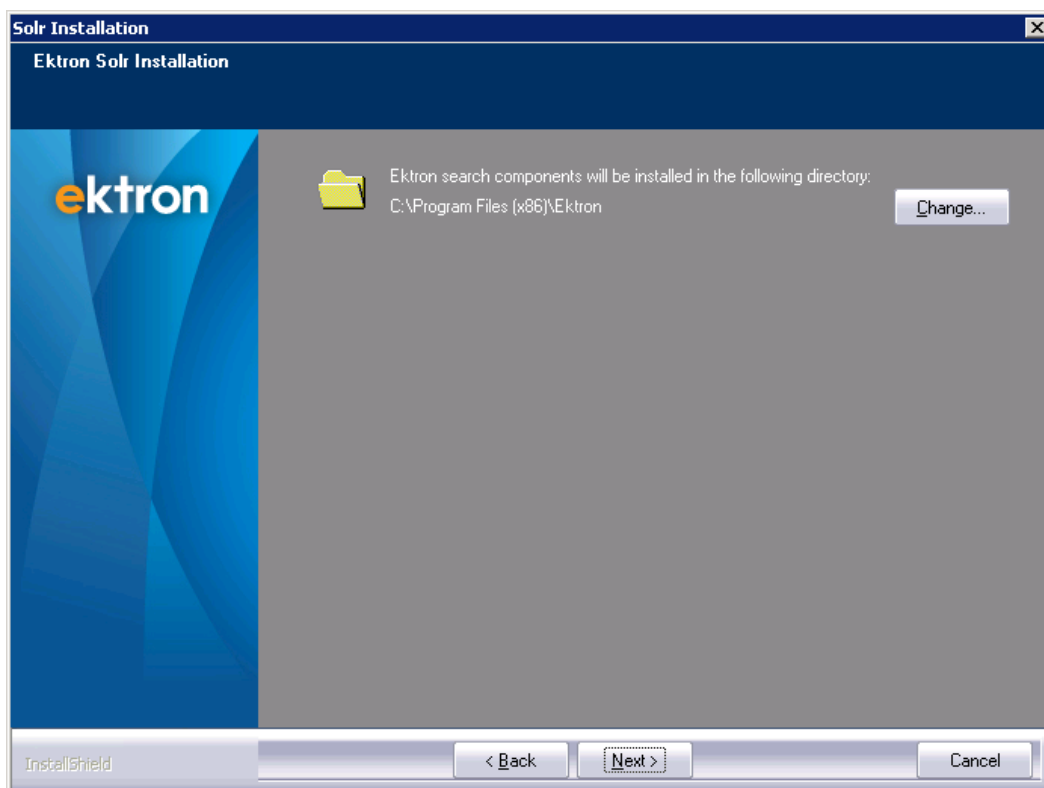 Solr Installation
Ektron Solr Installation
ektron
Ektron search components will be installed in the following directory:
C:\Program Files (x86)\Ektron
Change...
InstallShield
< Back
Next >
Cancel